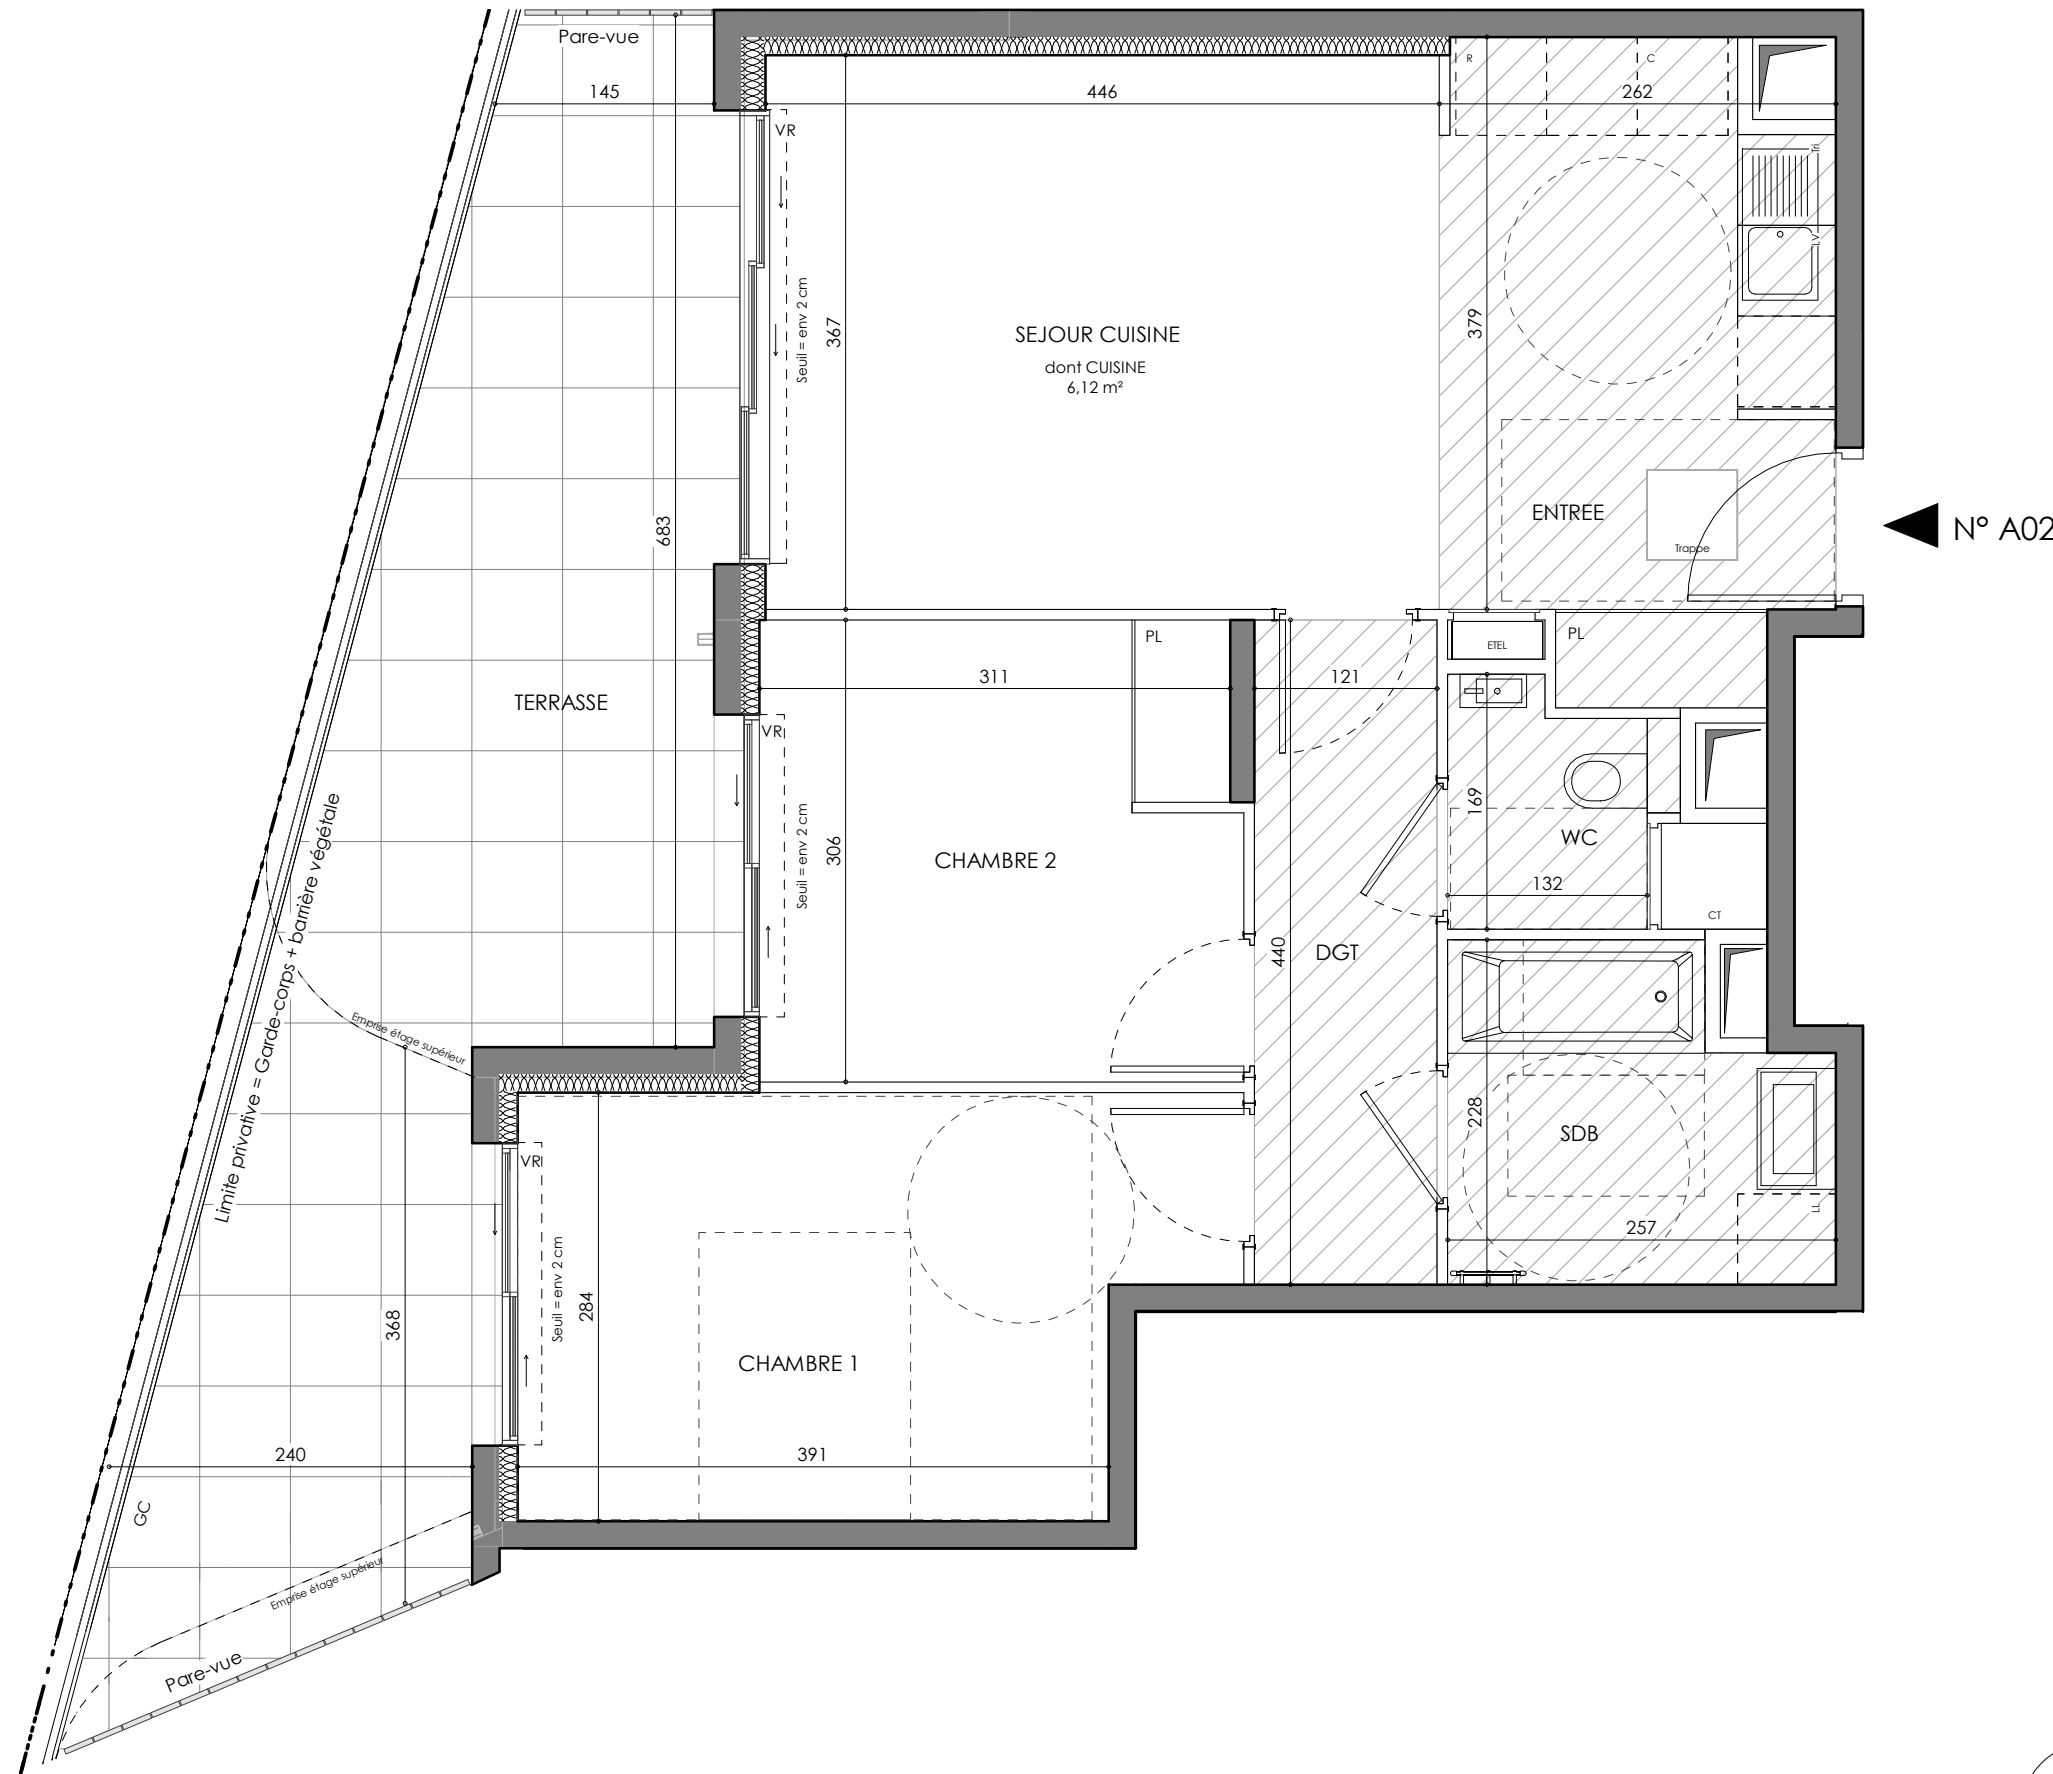 Pare-vue
R
C
145
446
262
VR
Tri
LV
Seuil = env 2 cm
367
SEJOUR CUISINE
dont CUISINE
6,12 m²
379
683
ENTREE
N° A02
Trappe
PL
ETEL
PL
311
121
TERRASSE
VR
169
Seuil = env 2 cm
306
CHAMBRE 2
WC
132
CT
440
DGT
Limite privative = Garde-corps + barrière végétale
Emprise étage supérieur
228
SDB
VR
LL
257
Seuil = env 2 cm
284
368
CHAMBRE 1
240
391
GC
Emprise étage supérieur
Pare-vue